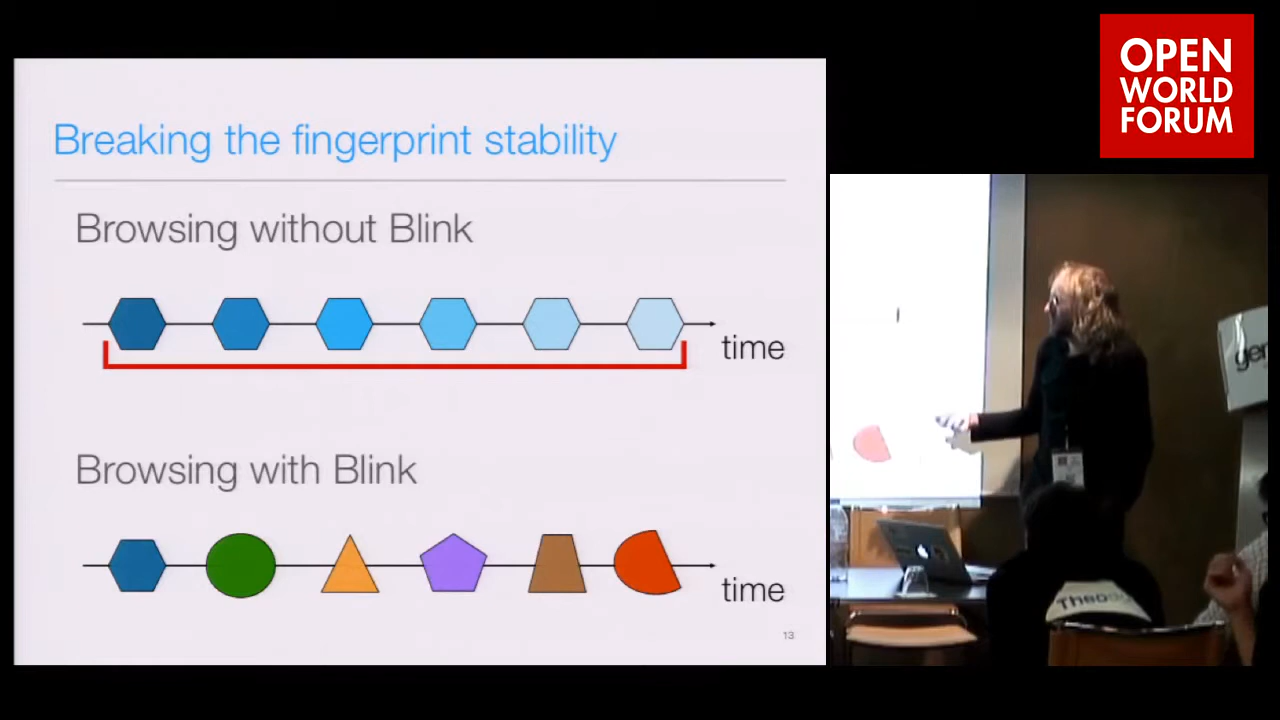 OPEN
WORLD
FORUM
Breaking the fingerprint stability
Browsing without Blink
time
Browsing with Blink
time
13